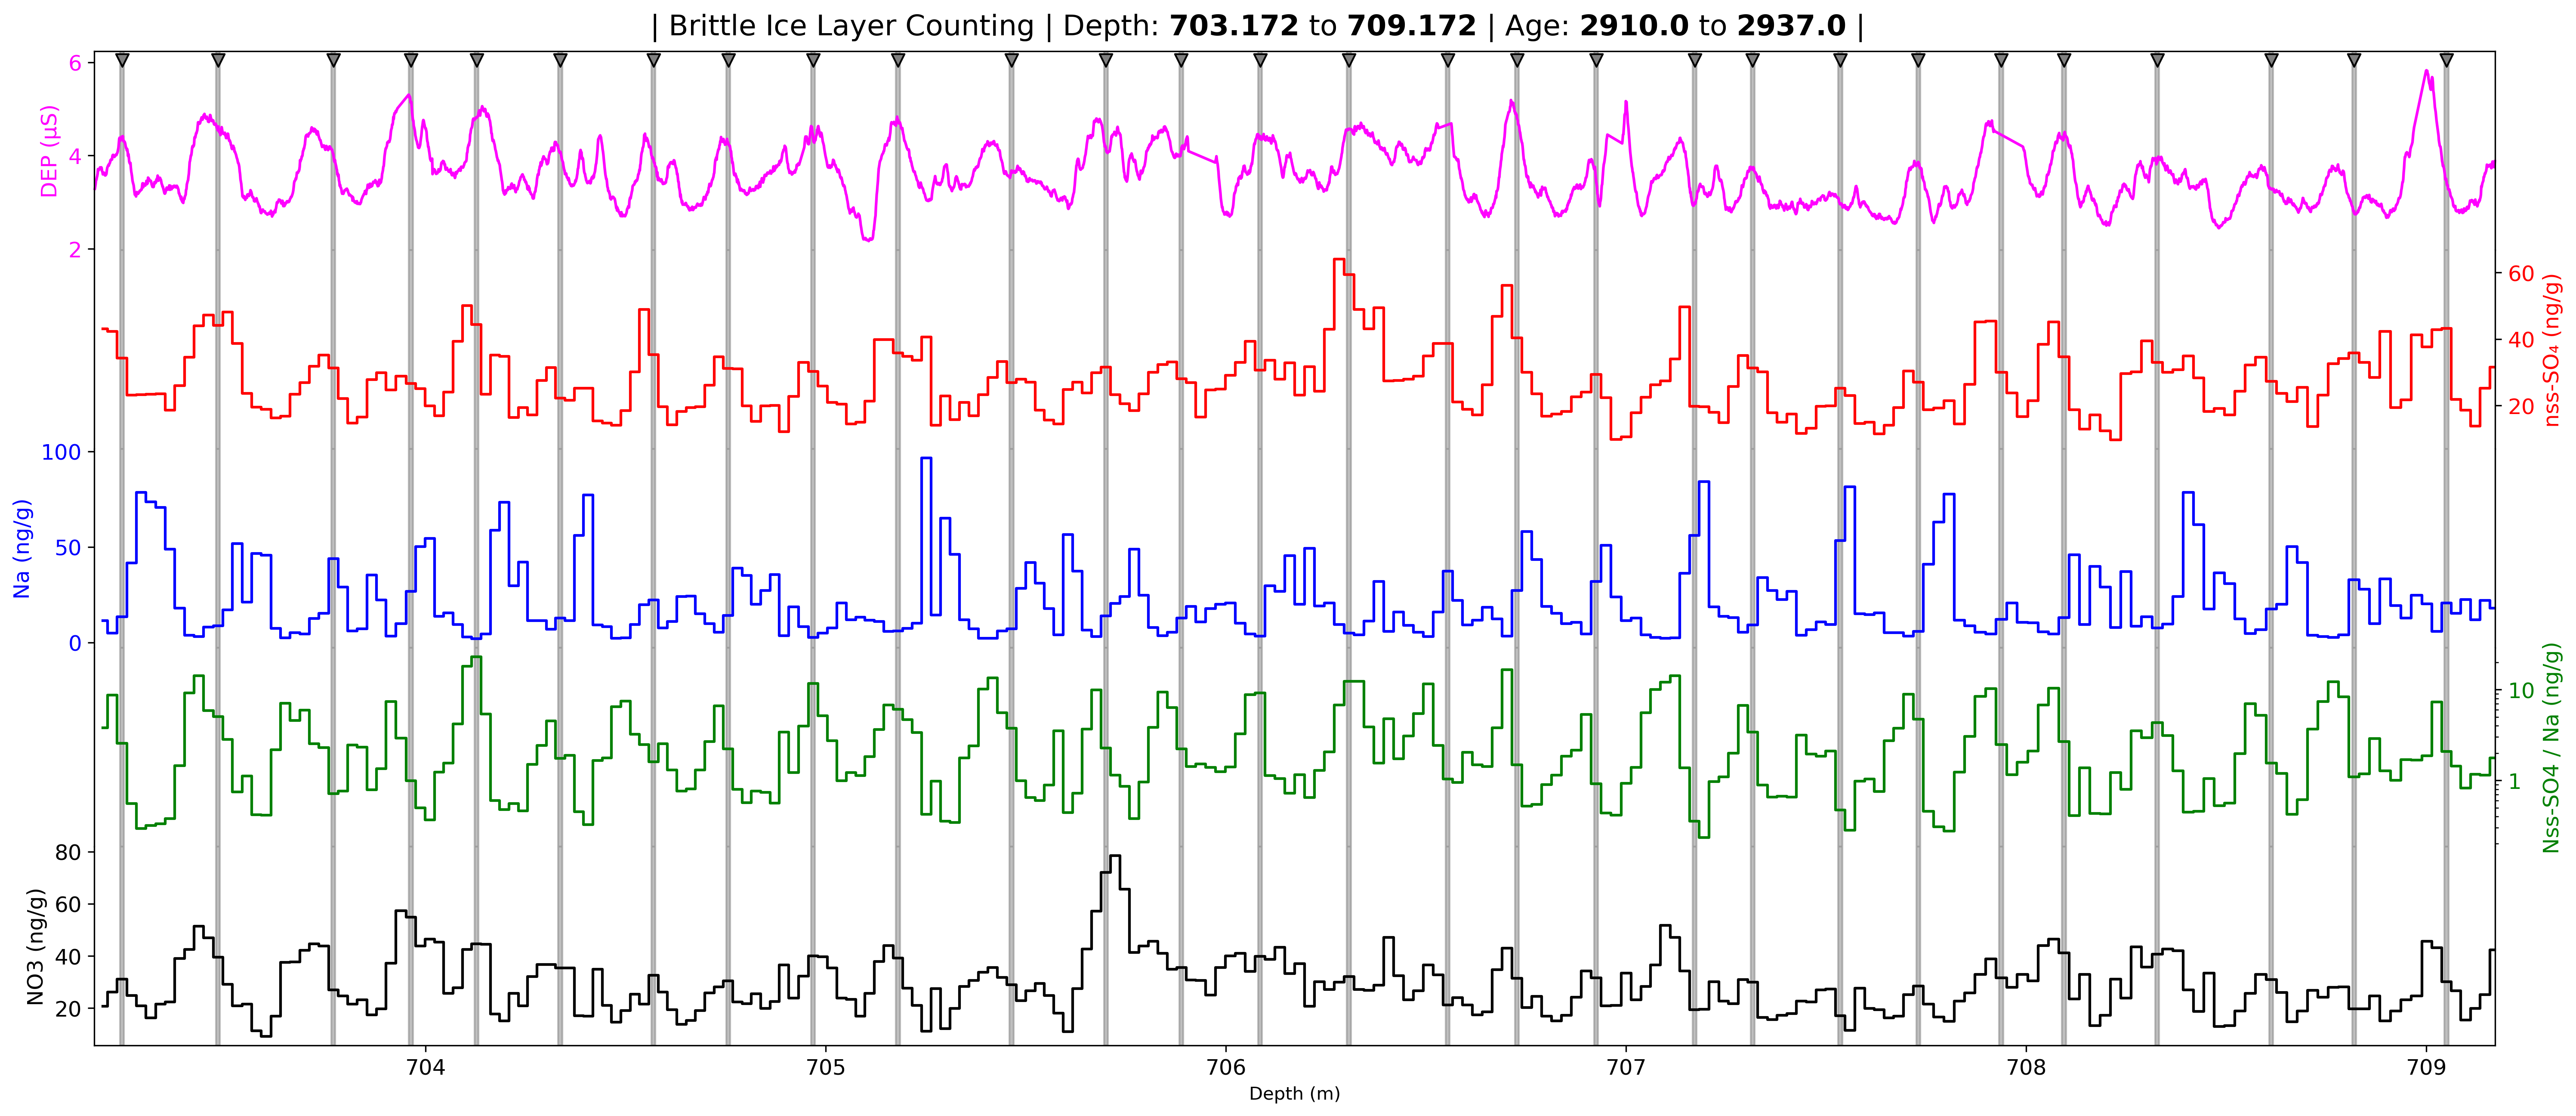 | Brittle Ice Layer Counting | Depth: 703.172 to 709.172 | Age: 2910.0 to 2937.0 |
6
4
2
DEP (μS)
60
40
20
nss-SO₄ (ng/g)
100
50
0
Na (ng/g)
10
1
Nss-SO4 / Na (ng/g)
80
60
40
20
NO3 (ng/g)
704 705 706 707 708 709
Depth (m)